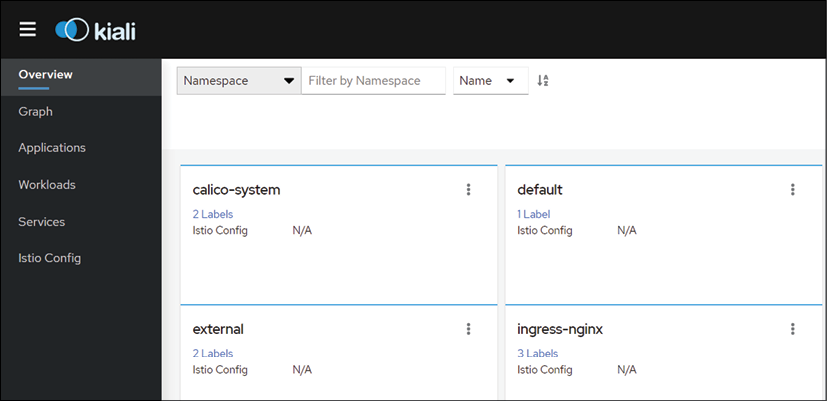 kiali
Overview
Graph
Applications
Workloads
Services
Istio Config
Namespace Filter by Namespace Name
calico-system
2 Labels
Istio Config N/A
default
1 Label
Istio Config N/A
external
2 Labels
Istio Config N/A
ingress-nginx
3 Labels
Istio Config N/A